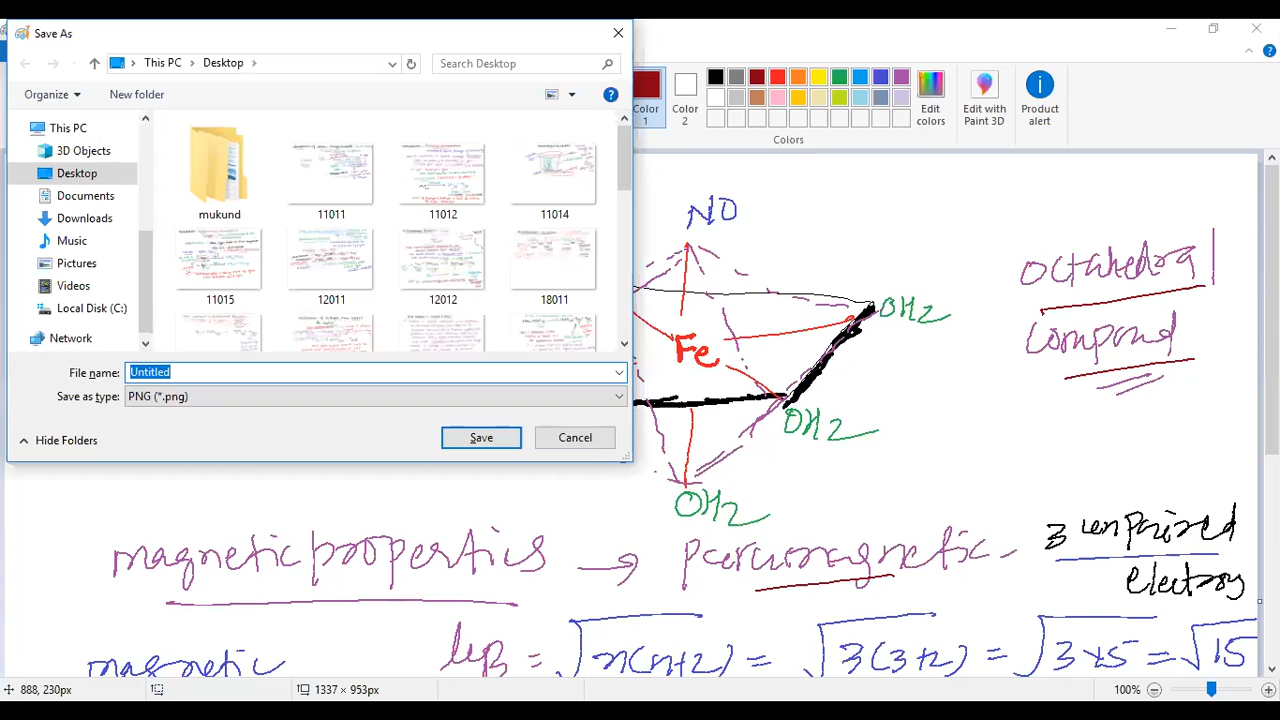 Save As
This PC
Desktop
Search Desktop
Organize
New folder
This PC
3D Objects
Desktop
Documents
Downloads
Music
Pictures
Videos
Local Disk (C:)
Network
mukund
11011
11012
11014
11015
12011
12012
18011
File name: Untitled
Save as type: PNG (*.png)
Hide Folders
Save
Cancel
Color 1
Color 2
Edit colors
Edit with Paint 3D
Product alert
Colors
NO
OH2
Fe
OH2
OH2
octahedral
compound
magnetic properties → paramagnetic -
3 unpaired
electrons
= √n(n+2) = √3(3+2) = √3×5 = √15
magnetic
888, 230px
1337 × 953px
100%